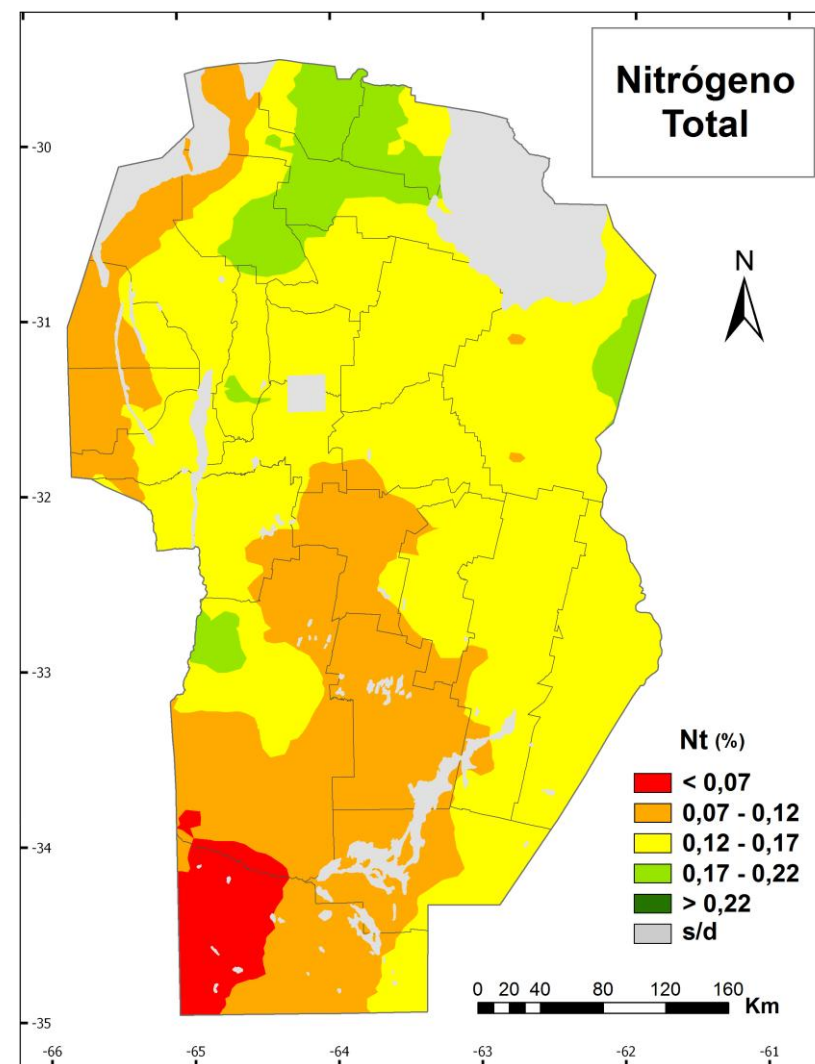 Nitrógeno
Total
-30
-31
-32
-33
-34
-35
N
Nt (%)
< 0,07
0,07 - 0,12
0,12 - 0,17
0,17 - 0,22
> 0,22
s/d
0 20 40 80 120 160
Km
-66 -65 -64 -63 -62 -61